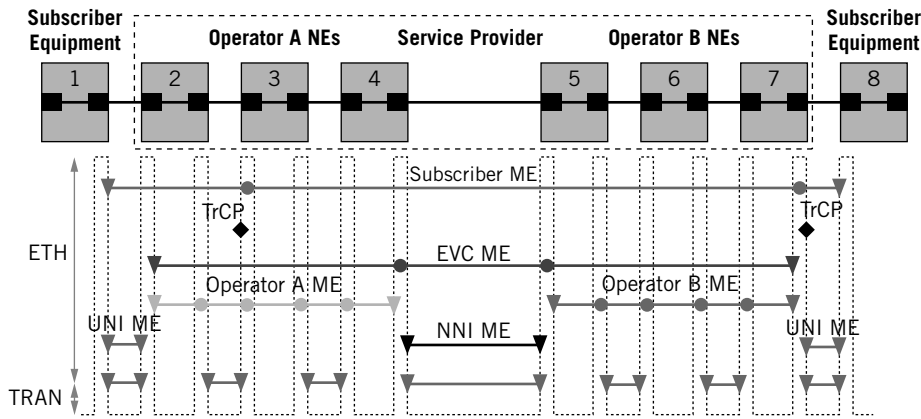 Subscriber Equipment
Operator A NEs
Service Provider
Operator B NEs
Subscriber Equipment
1
2
3
4
5
6
7
8
Subscriber ME
TrCP
TrCP
ETH
EVC ME
Operator A ME
Operator B ME
UNI ME
NNI ME
UNI ME
TRAN